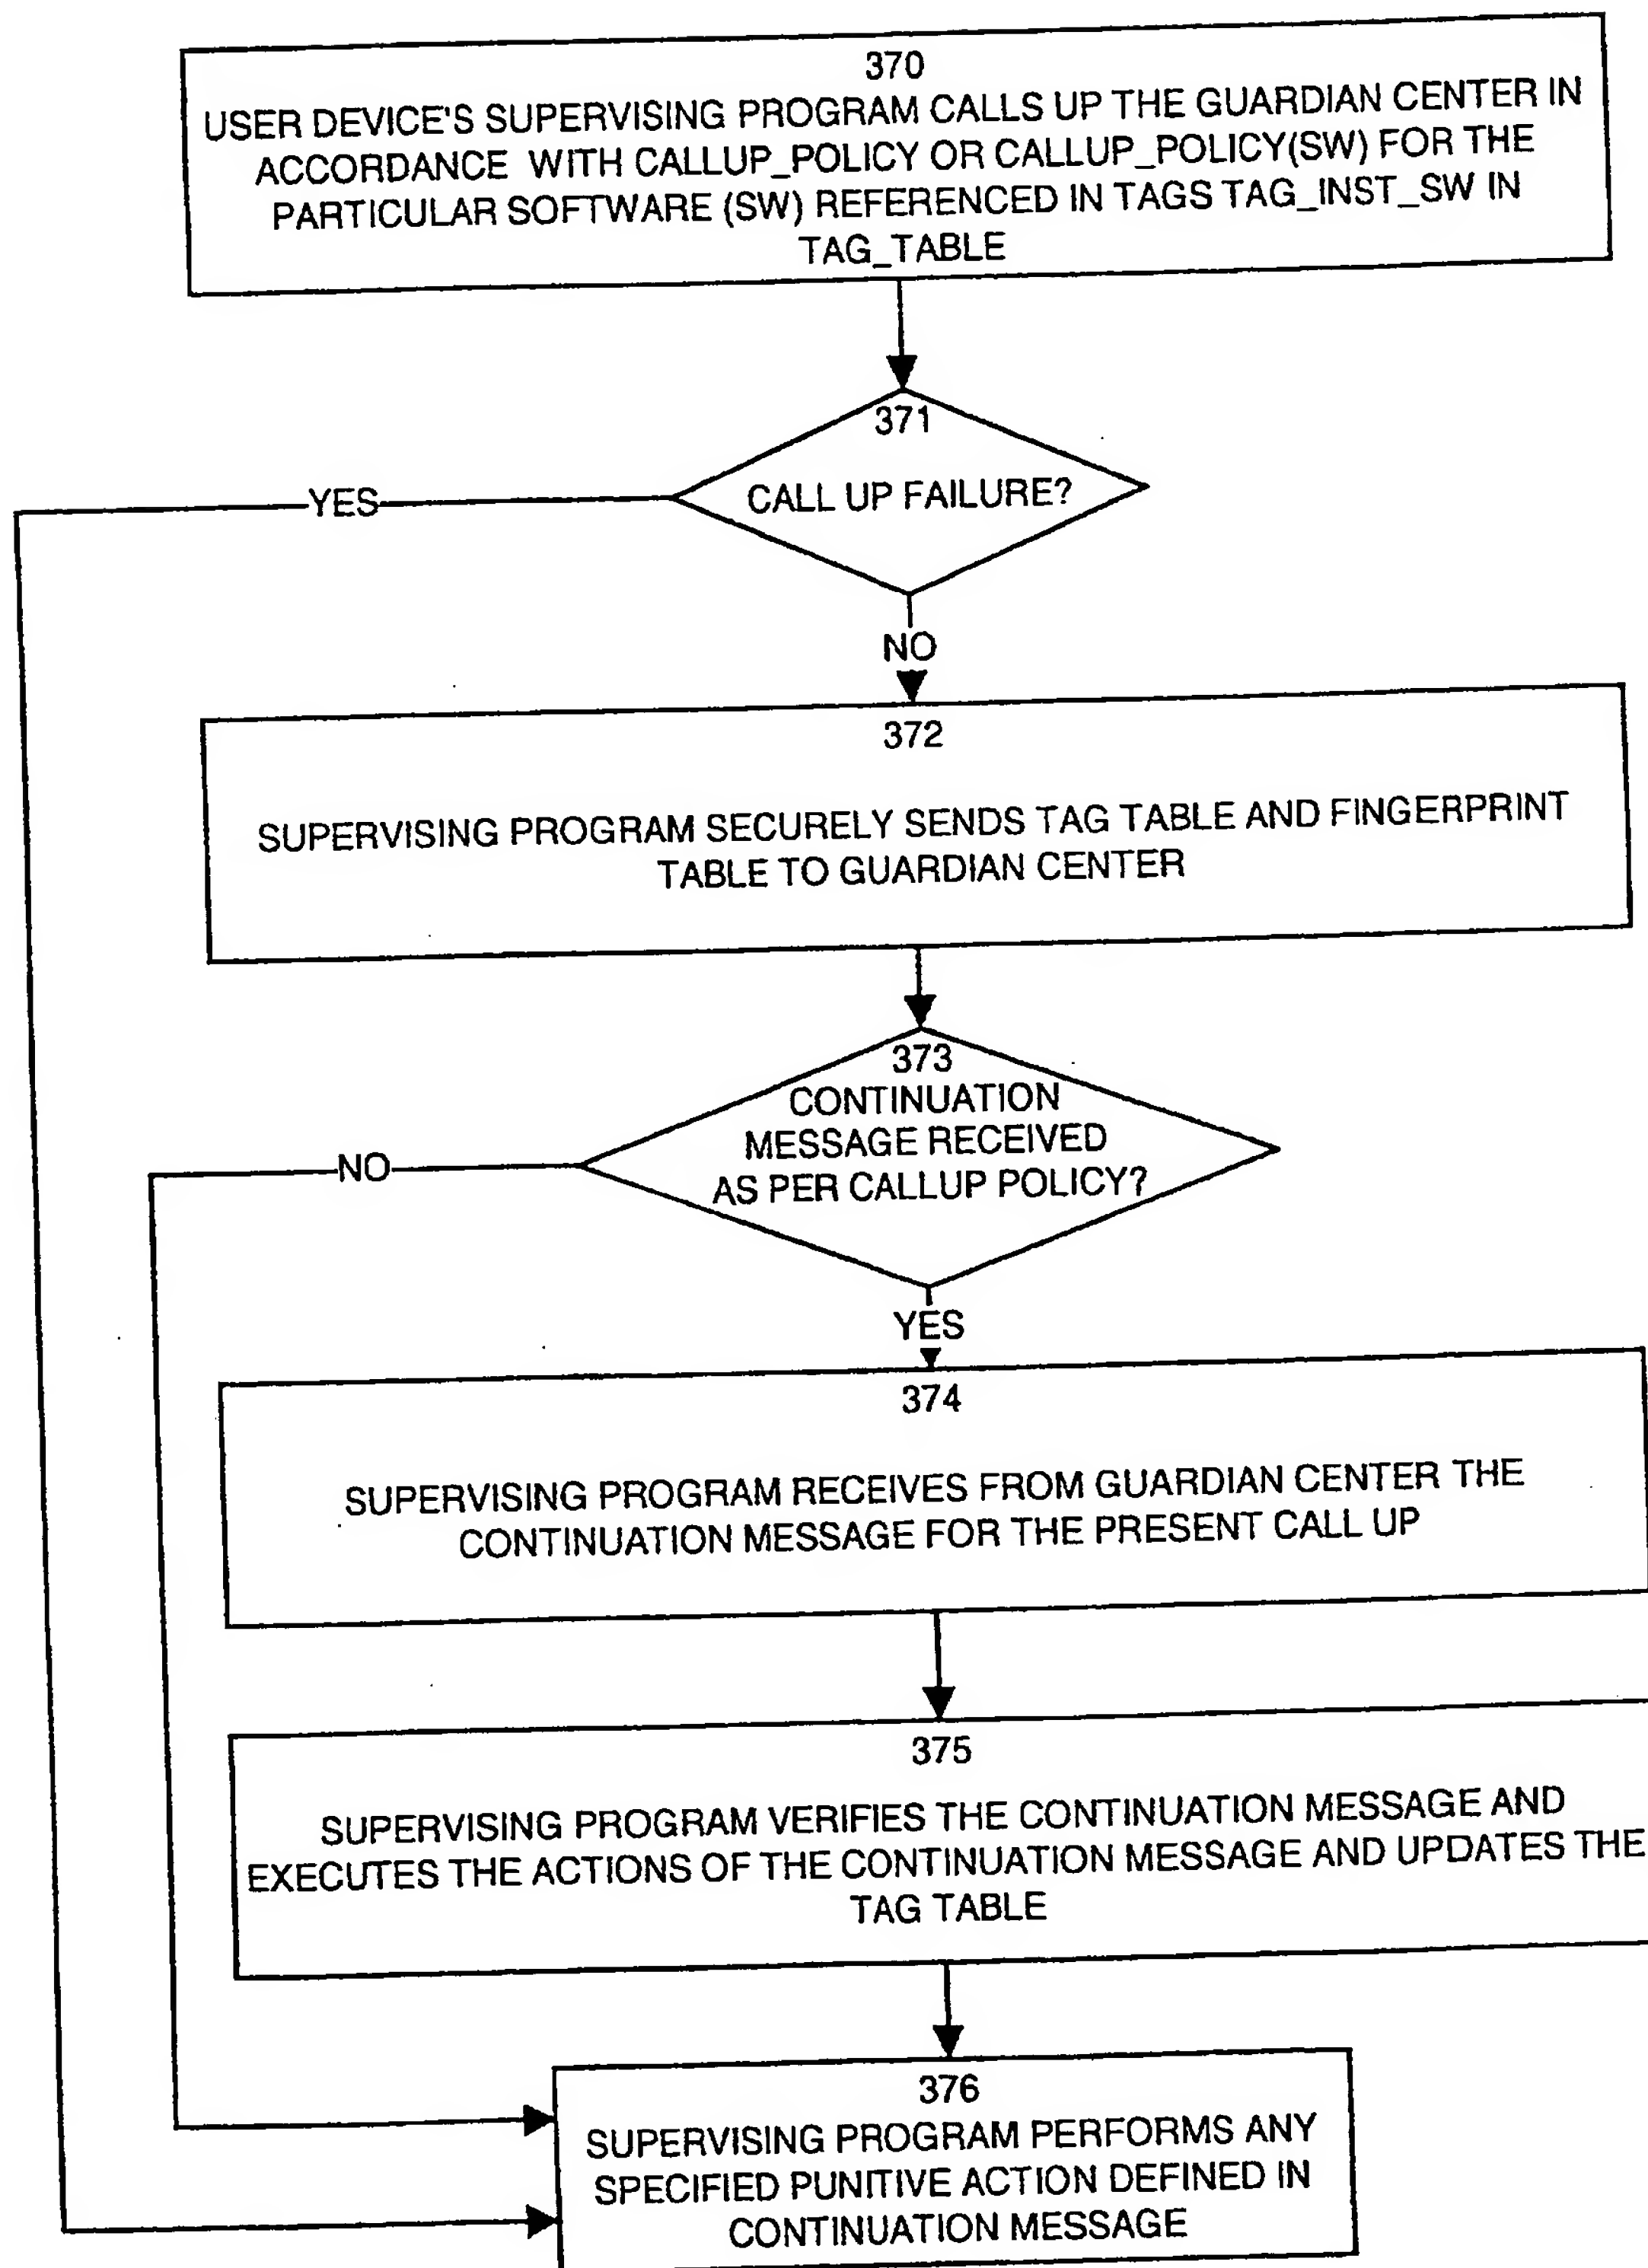 370
USER DEVICE'S SUPERVISING PROGRAM CALLS UP THE GUARDIAN CENTER IN
ACCORDANCE WITH CALLUP_POLICY OR CALLUP_POLICY(SW) FOR THE
PARTICULAR SOFTWARE (SW) REFERENCED IN TAGS TAG_INST_SW IN
TAG_TABLE
371
CALL UP FAILURE?
YES
NO
372
SUPERVISING PROGRAM SECURELY SENDS TAG TABLE AND FINGERPRINT
TABLE TO GUARDIAN CENTER
373
CONTINUATION
MESSAGE RECEIVED
AS PER CALLUP POLICY?
NO
YES
374
SUPERVISING PROGRAM RECEIVES FROM GUARDIAN CENTER THE
CONTINUATION MESSAGE FOR THE PRESENT CALL UP
375
SUPERVISING PROGRAM VERIFIES THE CONTINUATION MESSAGE AND
EXECUTES THE ACTIONS OF THE CONTINUATION MESSAGE AND UPDATES THE
TAG TABLE
376
SUPERVISING PROGRAM PERFORMS ANY
SPECIFIED PUNITIVE ACTION DEFINED IN
CONTINUATION MESSAGE